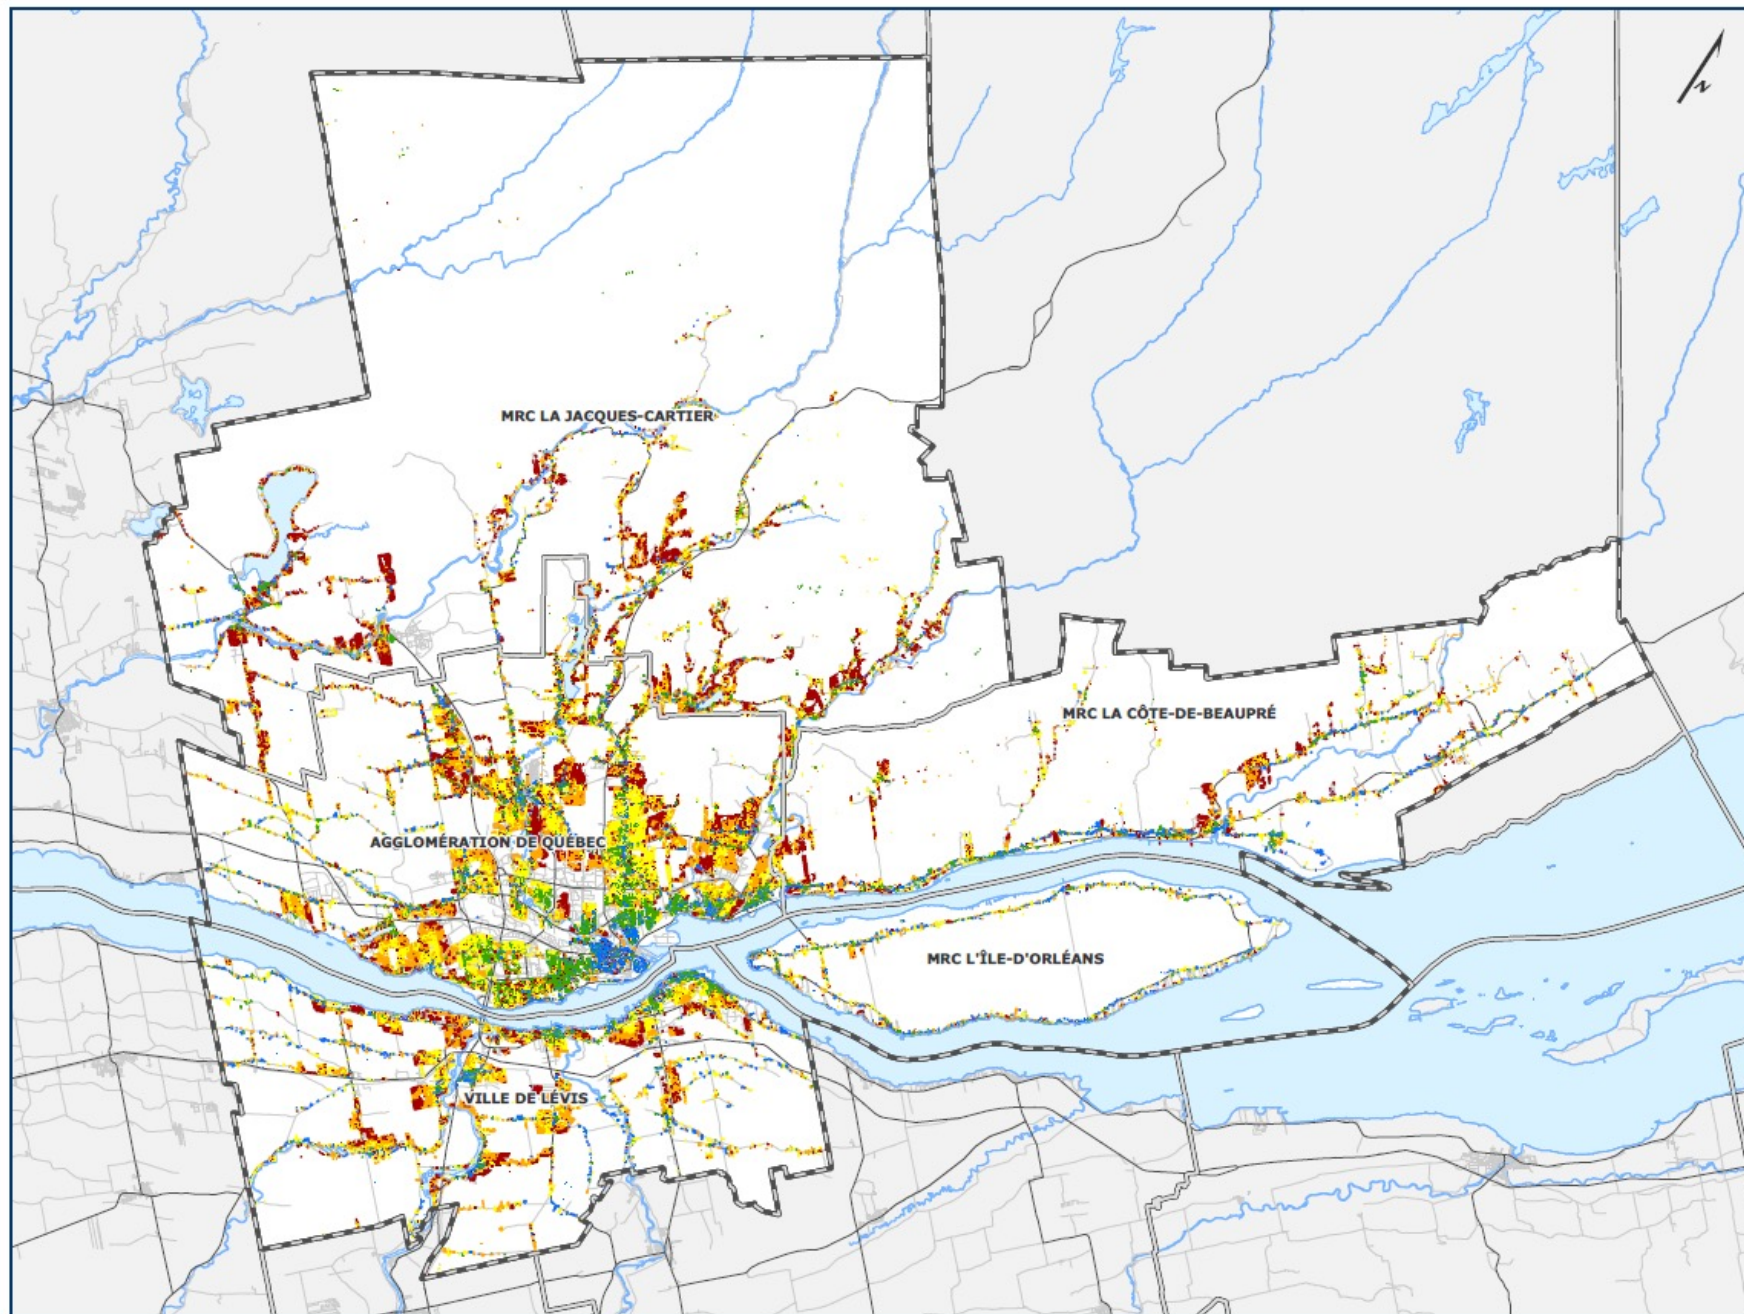 N
MRC LA JACQUES-CARTIER
MRC LA CÔTE-DE-BEAUPRÉ
AGGLOMÉRATION DE QUÉBEC
MRC L'ÎLE-D'ORLÉANS
VILLE DE LÉVIS